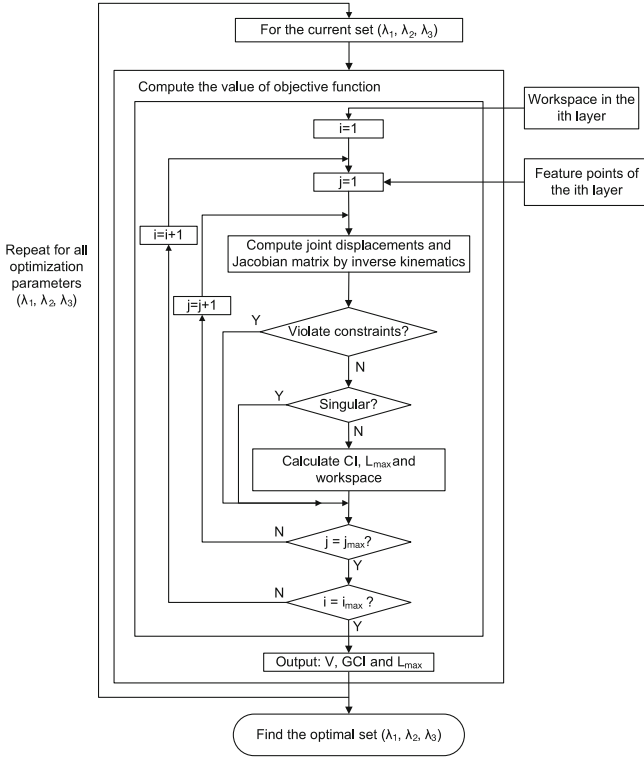 For the current set (λ₁, λ₂, λ₃)
Compute the value of objective function
Workspace in the
ith layer
i=1
Feature points of
the ith layer
j=1
i=i+1
Compute joint displacements and
Jacobian matrix by inverse kinematics
Repeat for all
optimization
parameters
(λ₁, λ₂, λ₃)
j=j+1
Y
Violate constraints?
N
Y
Singular?
N
Calculate CI, Lmax and
workspace
N
j = jmax?
Y
N
i = imax ?
Y
Output: V, GCI and Lmax
Find the optimal set (λ₁, λ₂, λ₃)